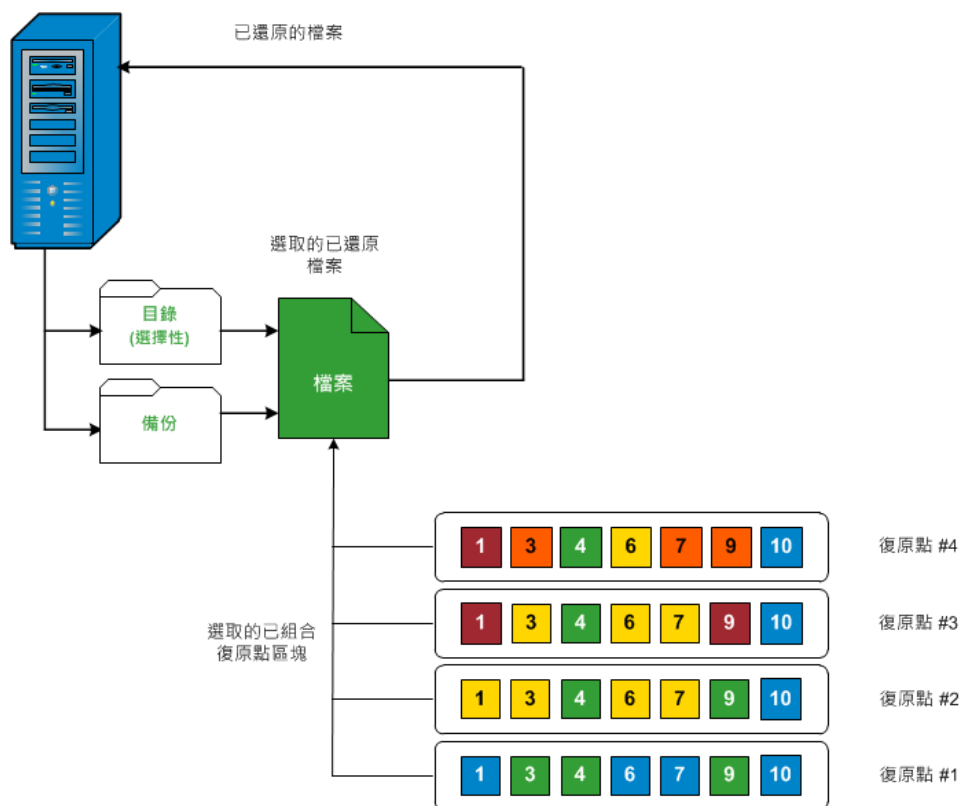 已還原的檔案
選取的已還原
檔案
目錄
(選擇性)
檔案
備份
1 3 4 6 7 9 10 復原點 #4
1 3 4 6 7 9 10 復原點 #3
選取的已組合
復原點區塊
1 3 4 6 7 9 10 復原點 #2
1 3 4 6 7 9 10 復原點 #1